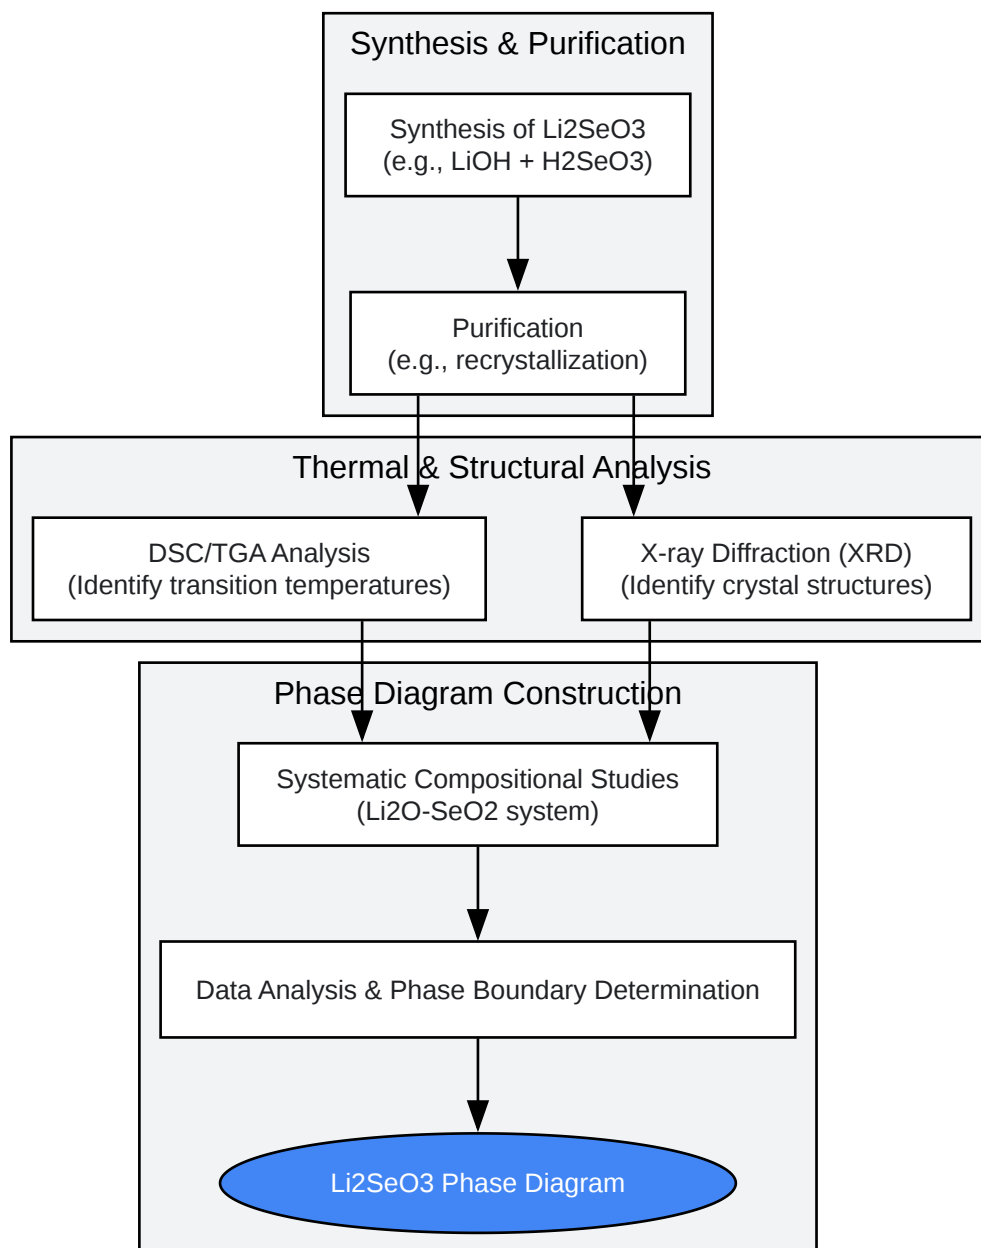 Synthesis & Purification
Synthesis of Li2SeO3
(e.g., LiOH + H2SeO3)
Purification
(e.g., recrystallization)
Thermal & Structural Analysis
DSC/TGA Analysis
(Identify transition temperatures)
X-ray Diffraction (XRD)
(Identify crystal structures)
Phase Diagram Construction
Systematic Compositional Studies
(Li2O-SeO2 system)
Data Analysis & Phase Boundary Determination
Li2SeO3 Phase Diagram